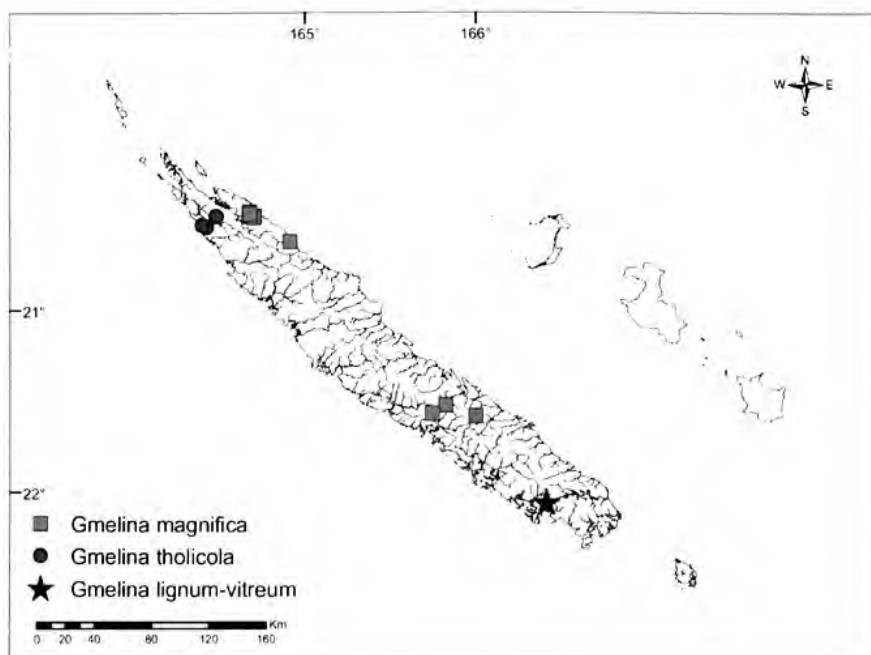 165° 166°
N
W E
S
21°
22°
Gmelina magnifica
Gmelina tholicola
Gmelina lignum-vitreum
Km
0 20 40 80 120 160